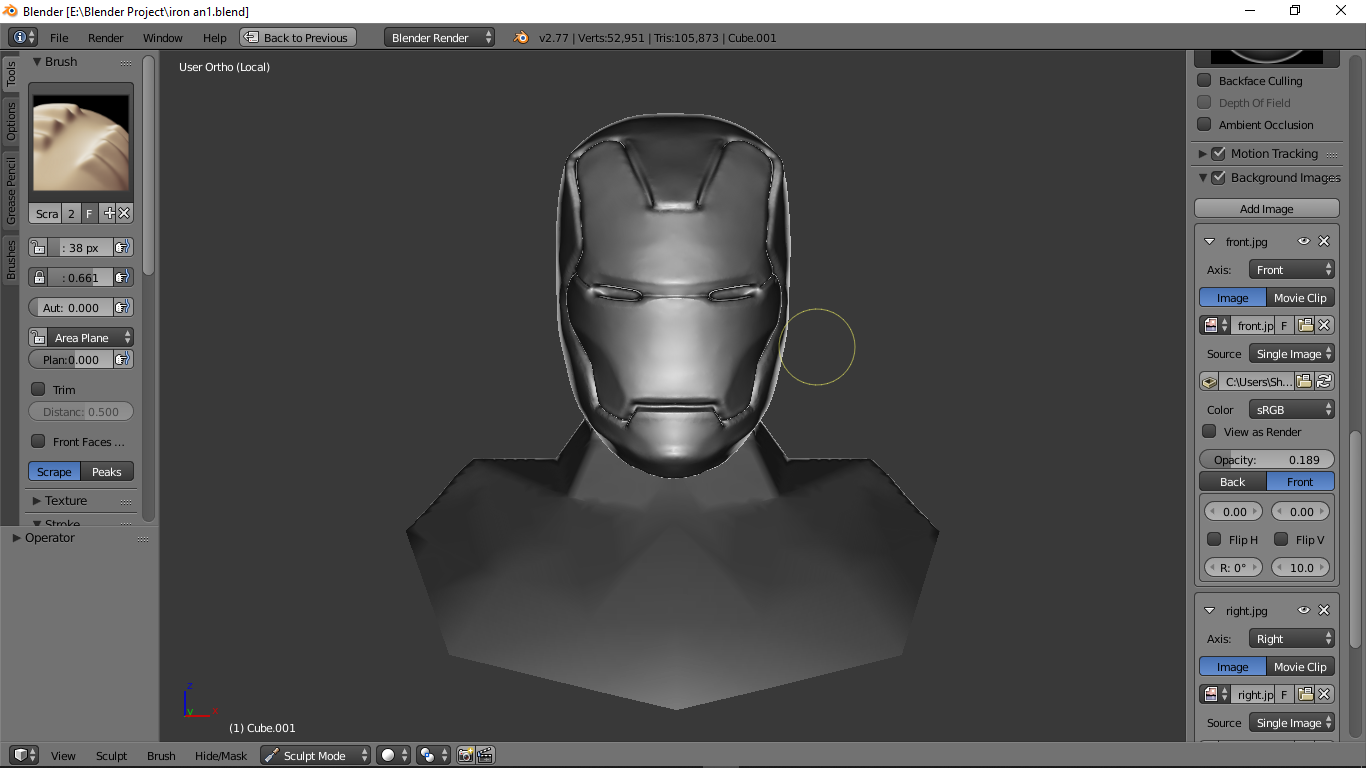 Blender [E:\Blender Project\iron an1.blend]
File Render Window Help Back to Previous Blender Render v2.77 | Verts:52,951 | Tris:105,873 | Cube.001
Tools
Options
Grease Pencil
Brushes
Brush
Scra 2 F
: 38 px
: 0.661
Aut: 0.000
Area Plane
Plan:0.000
Trim
Distanc: 0.500
Front Faces ...
Scrape Peaks
Texture
Stroke
Operator
User Ortho (Local)
z
y
x
(1) Cube.001
Backface Culling
Depth Of Field
Ambient Occlusion
Motion Tracking
Background Images
Add Image
front.jpg
Axis: Front
Image Movie Clip
front.jp F
Source Single Image
C:\Users\Sh...
Color sRGB
View as Render
Opacity: 0.189
Back Front
0.00 0.00
Flip H Flip V
R: 0° 10.0
right.jpg
Axis: Right
Image Movie Clip
right.jp F
Source Single Image
View Sculpt Brush Hide/Mask Sculpt Mode